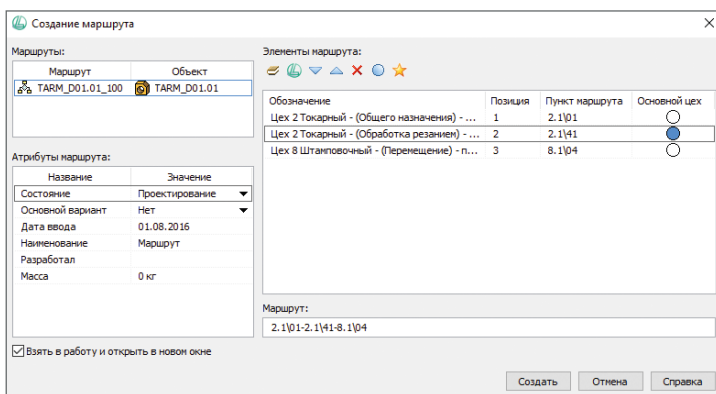 Создание маршрута
Маршруты:
Маршрут Объект
TARM_D01.01_100 TARM_D01.01
Атрибуты маршрута:
Название Значение
Состояние Проектирование
Основной вариант Нет
Дата ввода 01.08.2016
Наименование Маршрут
Разработал
Масса 0 кг
Взять в работу и открыть в новом окне
Элементы маршрута:
Обозначение Позиция Пункт маршрута Основной цех
Цех 2 Токарный - (Общего назначения) - ... 1 2.1\01
Цех 2 Токарный - (Обработка резанием) - ... 2 2.1\41
Цех 8 Штамповочный - (Перемещение) - п... 3 8.1\04
Маршрут:
2.1\01-2.1\41-8.1\04
Создать Отмена Справка